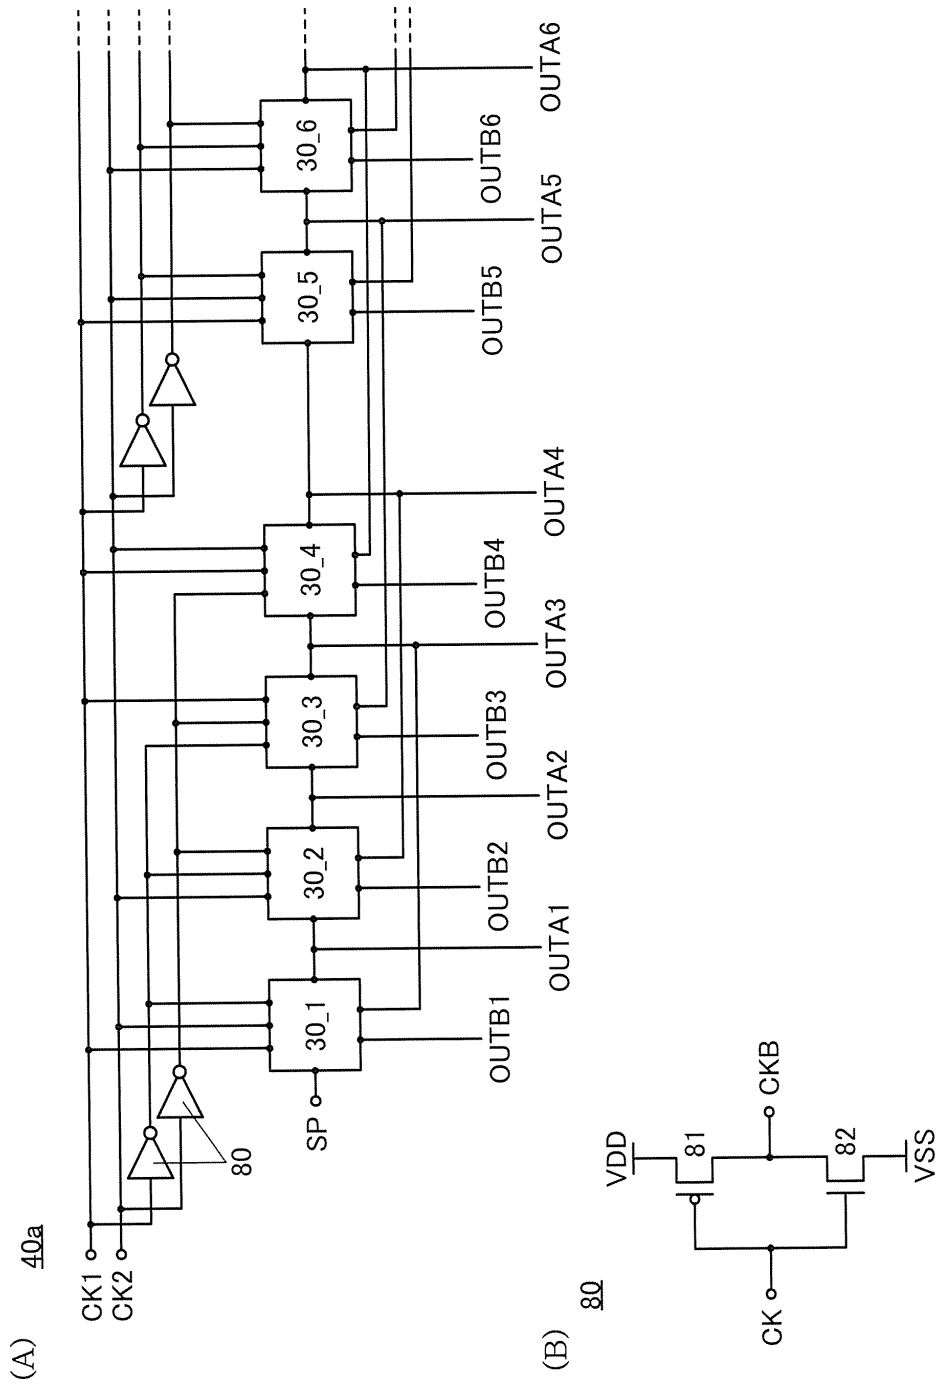 (A)
40a
CK1
CK2
80
SP
30_1
30_2
30_3
30_4
30_5
30_6
OUTB1
OUTA1
OUTB2
OUTA2
OUTB3
OUTA3
OUTB4
OUTA4
OUTB5
OUTA5
OUTB6
OUTA6
(B)
80
CK
VDD
81
CKB
82
VSS